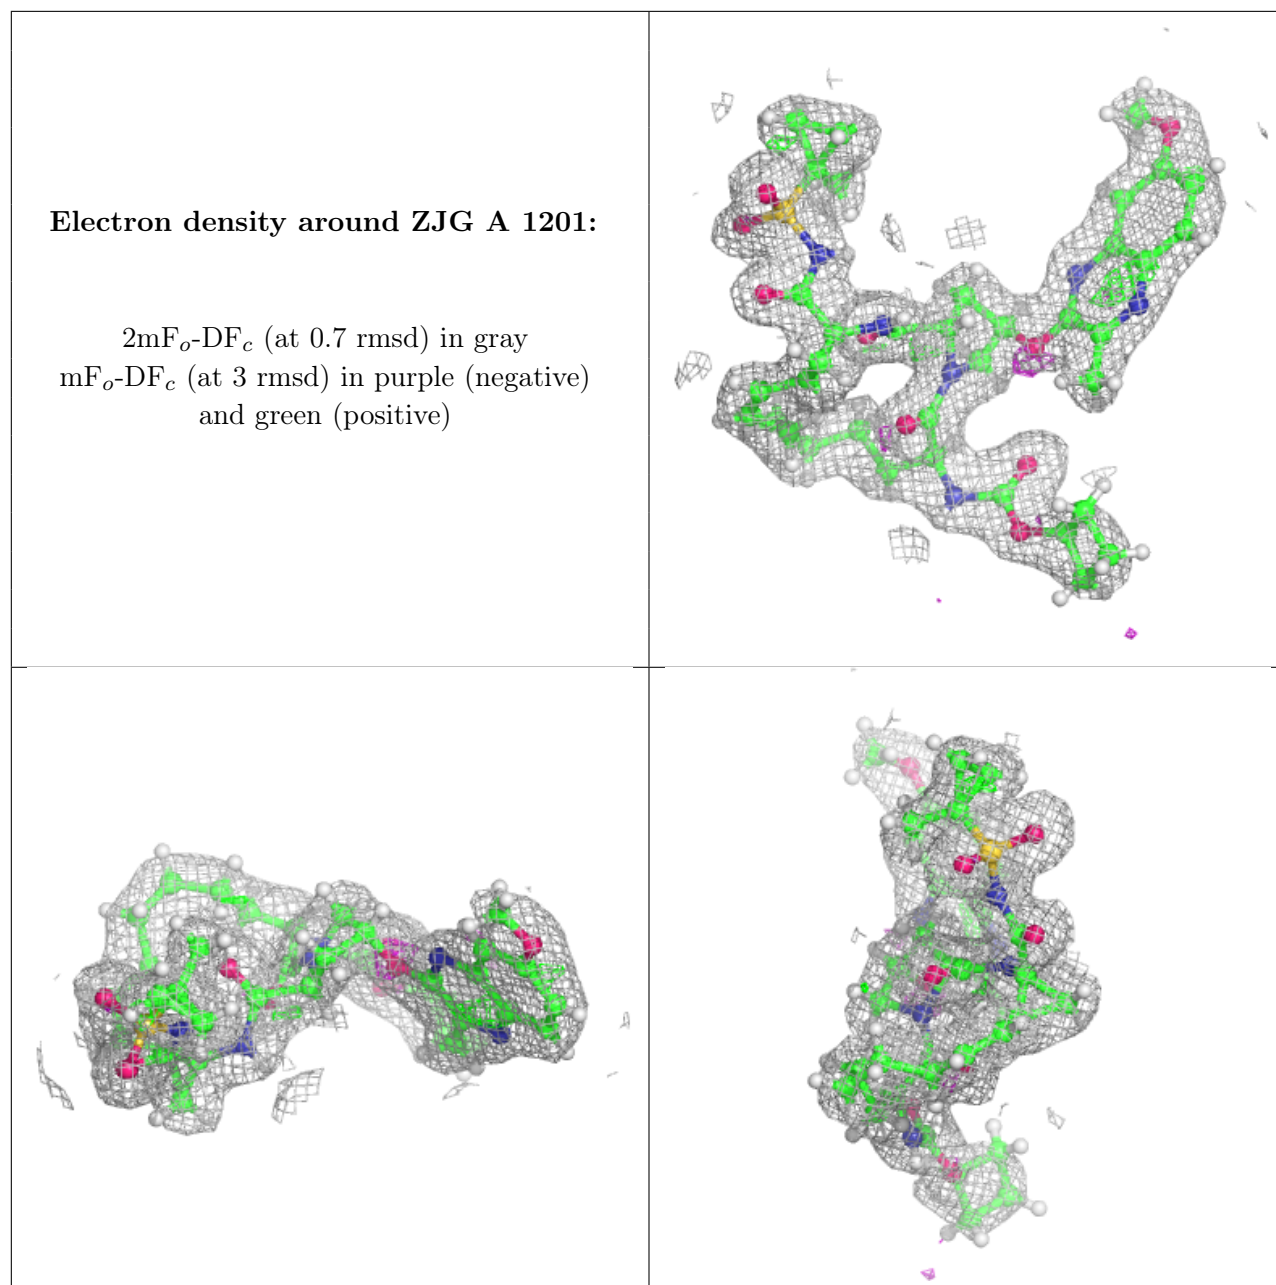 Electron density around ZJG A 1201:
2mFo-DFc (at 0.7 rmsd) in gray
mFo-DFc (at 3 rmsd) in purple (negative)
and green (positive)